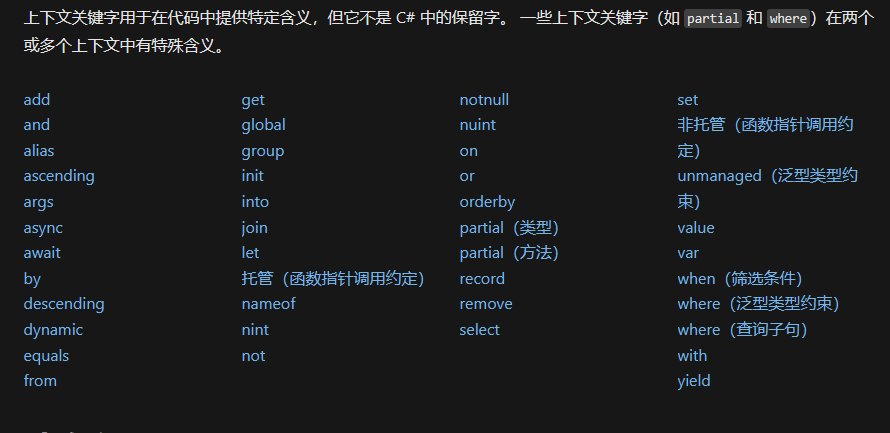 上下文关键字用于在代码中提供特定含义，但它不是 C# 中的保留字。 一些上下文关键字（如 partial 和 where）在两个
或多个上下文中有特殊含义。
add
and
alias
ascending
args
async
await
by
descending
dynamic
equals
from
get
global
group
init
into
join
let
托管（函数指针调用约定）
nameof
nint
not
notnull
nuint
on
or
orderby
partial（类型）
partial（方法）
record
remove
select
set
非托管（函数指针调用约
定）
unmanaged（泛型类型约
束）
value
var
when（筛选条件）
where（泛型类型约束）
where（查询子句）
with
yield